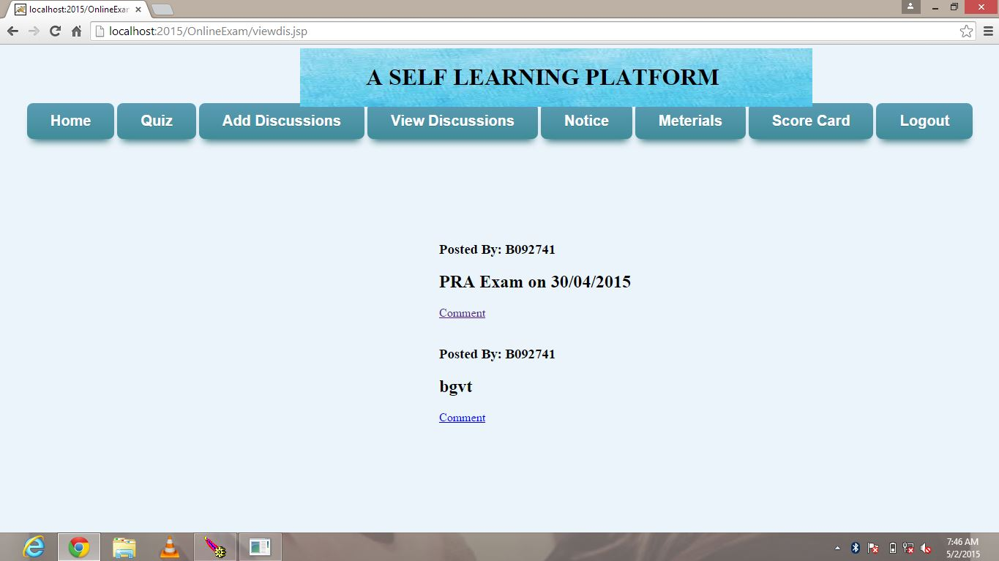 localhost:2015/OnlineExar
localhost:2015/OnlineExam/viewdis.jsp
A SELF LEARNING PLATFORM
Home Quiz Add Discussions View Discussions Notice Meterials Score Card Logout
Posted By: B092741
PRA Exam on 30/04/2015
Comment
Posted By: B092741
bgvt
Comment
7:46 AM
5/2/2015